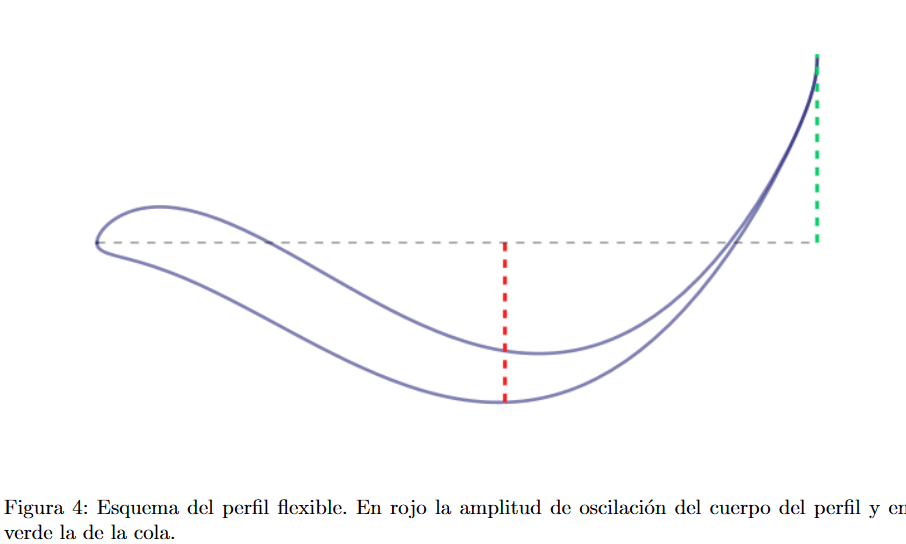 Figura 4: Esquema del perfil flexible. En rojo la amplitud de oscilación del cuerpo del perfil y en
verde la de la cola.